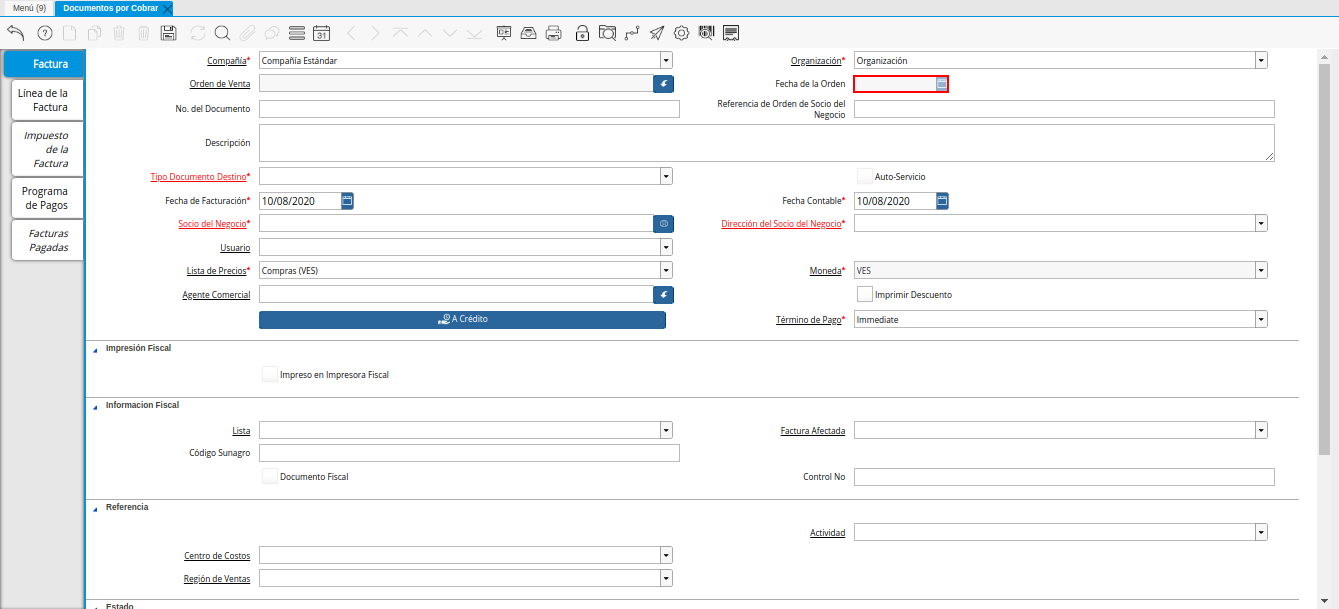 Menú (9)
Documentos por Cobrar
Factura
Línea de la
Factura
Impuesto
de la
Factura
Programa
de Pagos
Facturas
Pagadas
Compañía*
Compañía Estándar
Organización*
Organización
Orden de Venta
Fecha de la Orden
No. del Documento
Referencia de Orden de Socio del
Negocio
Descripción
Tipo Documento Destino*
Auto-Servicio
Fecha de Facturación*
10/08/2020
Fecha Contable*
10/08/2020
Socio del Negocio*
Dirección del Socio del Negocio*
Usuario
Lista de Precios*
Compras (VES)
Moneda*
VES
Agente Comercial
Imprimir Descuento
A Crédito
Término de Pago*
Immediate
Impresión Fiscal
Impreso en Impresora Fiscal
Informacion Fiscal
Lista
Factura Afectada
Código Sunagro
Documento Fiscal
Control No
Referencia
Actividad
Centro de Costos
Región de Ventas
Estado